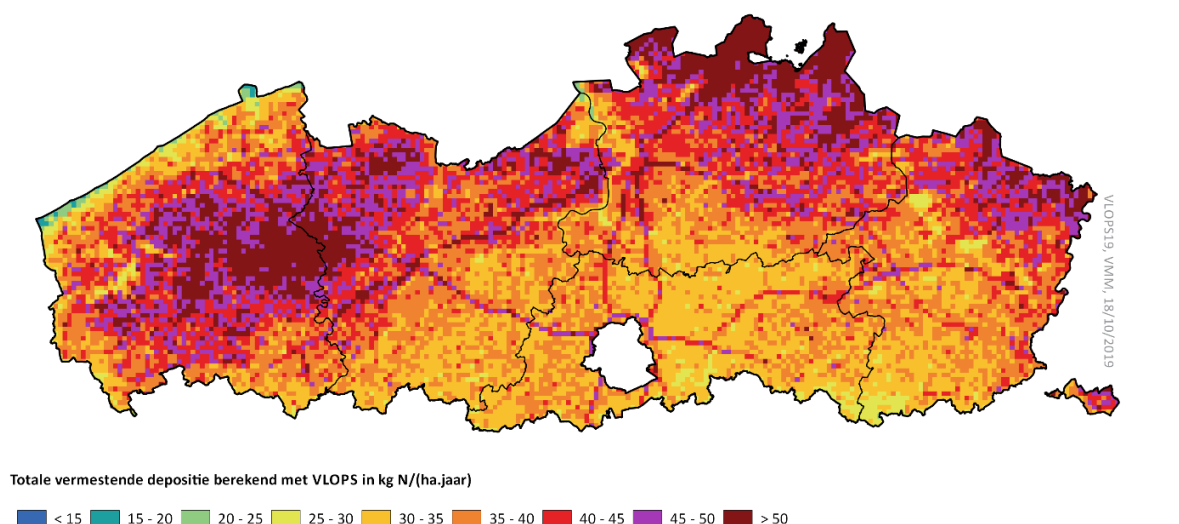 VLOPS19, VMM, 18/10/2019
Totale vermestende depositie berekend met VLOPS in kg N/(ha.jaar)
< 15 15 - 20 20 - 25 25 - 30 30 - 35 35 - 40 40 - 45 45 - 50 > 50